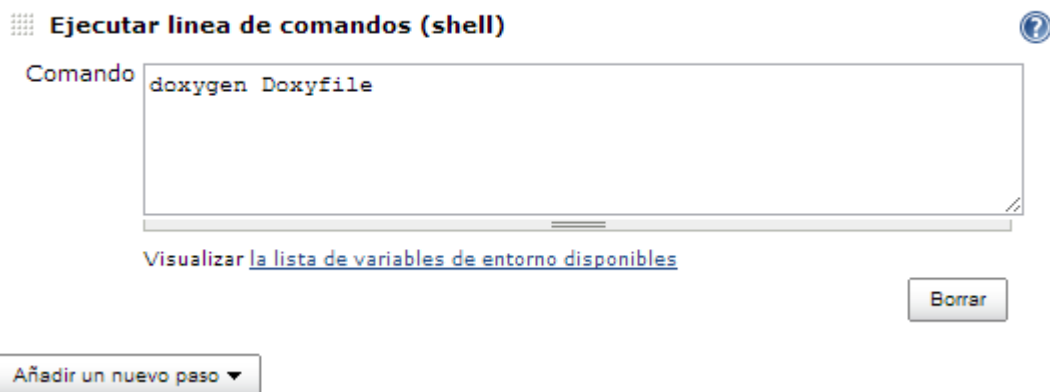 Ejecutar linea de comandos (shell)
Comando
doxygen Doxyfile
Visualizar la lista de variables de entorno disponibles
Borrar
Añadir un nuevo paso